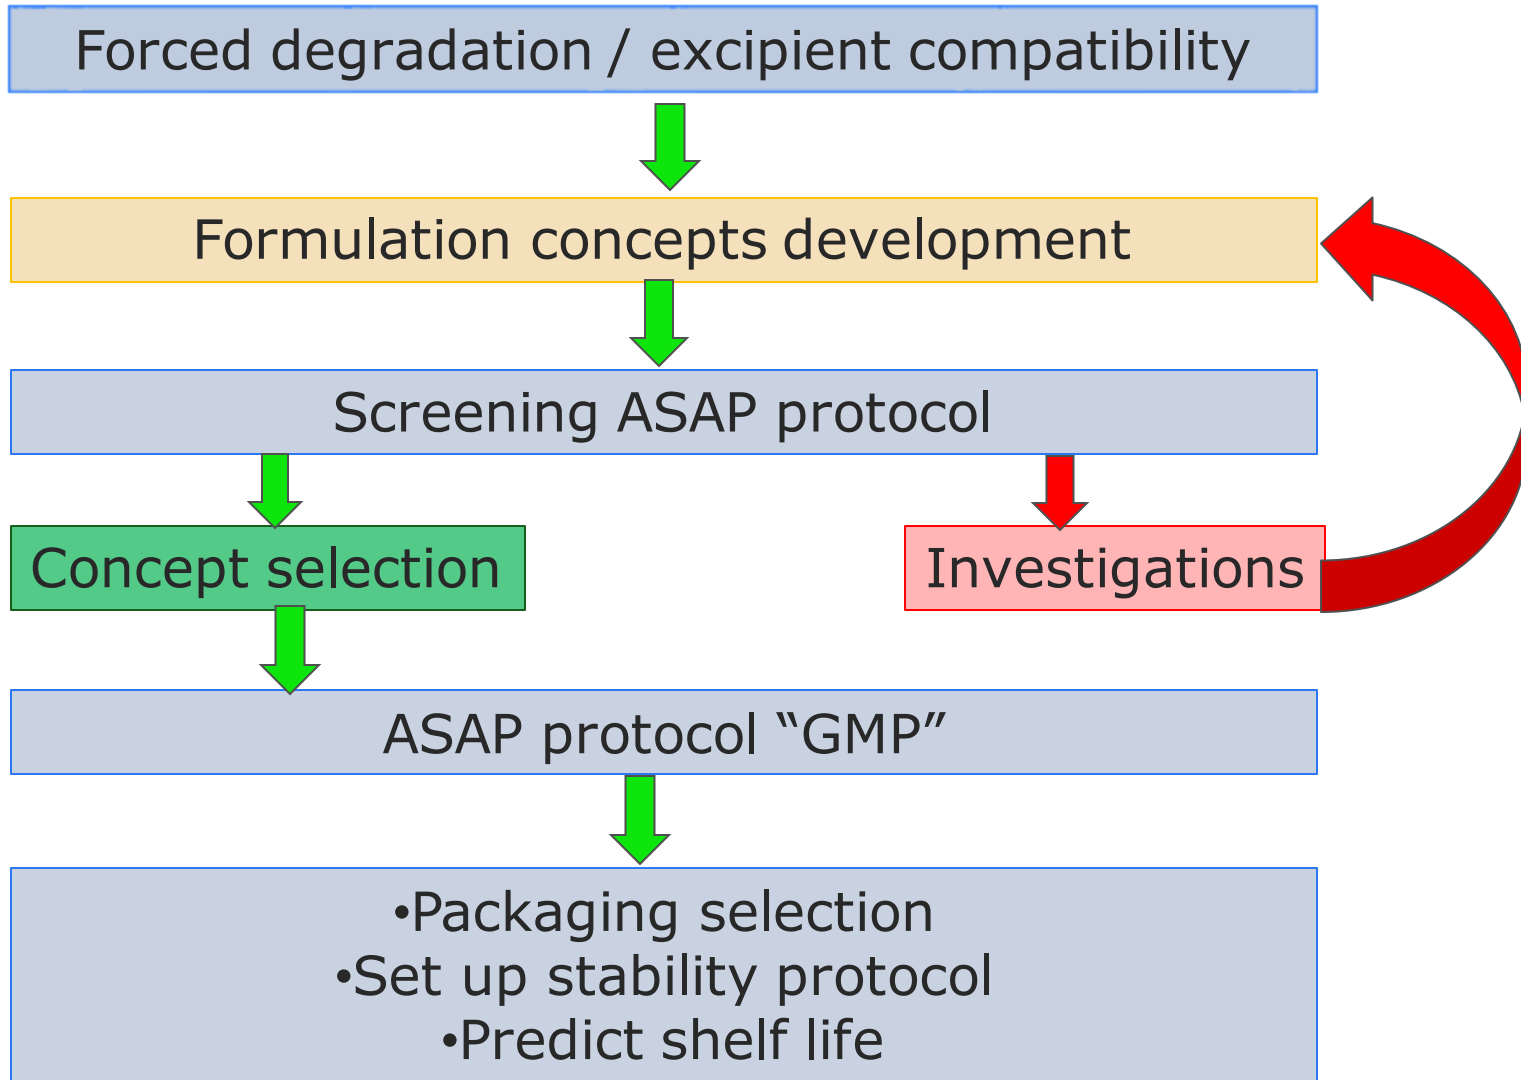 Forced degradation / excipient compatibility
Formulation concepts development
Screening ASAP protocol
Concept selection
Investigations
ASAP protocol “GMP”
•Packaging selection
•Set up stability protocol
•Predict shelf life